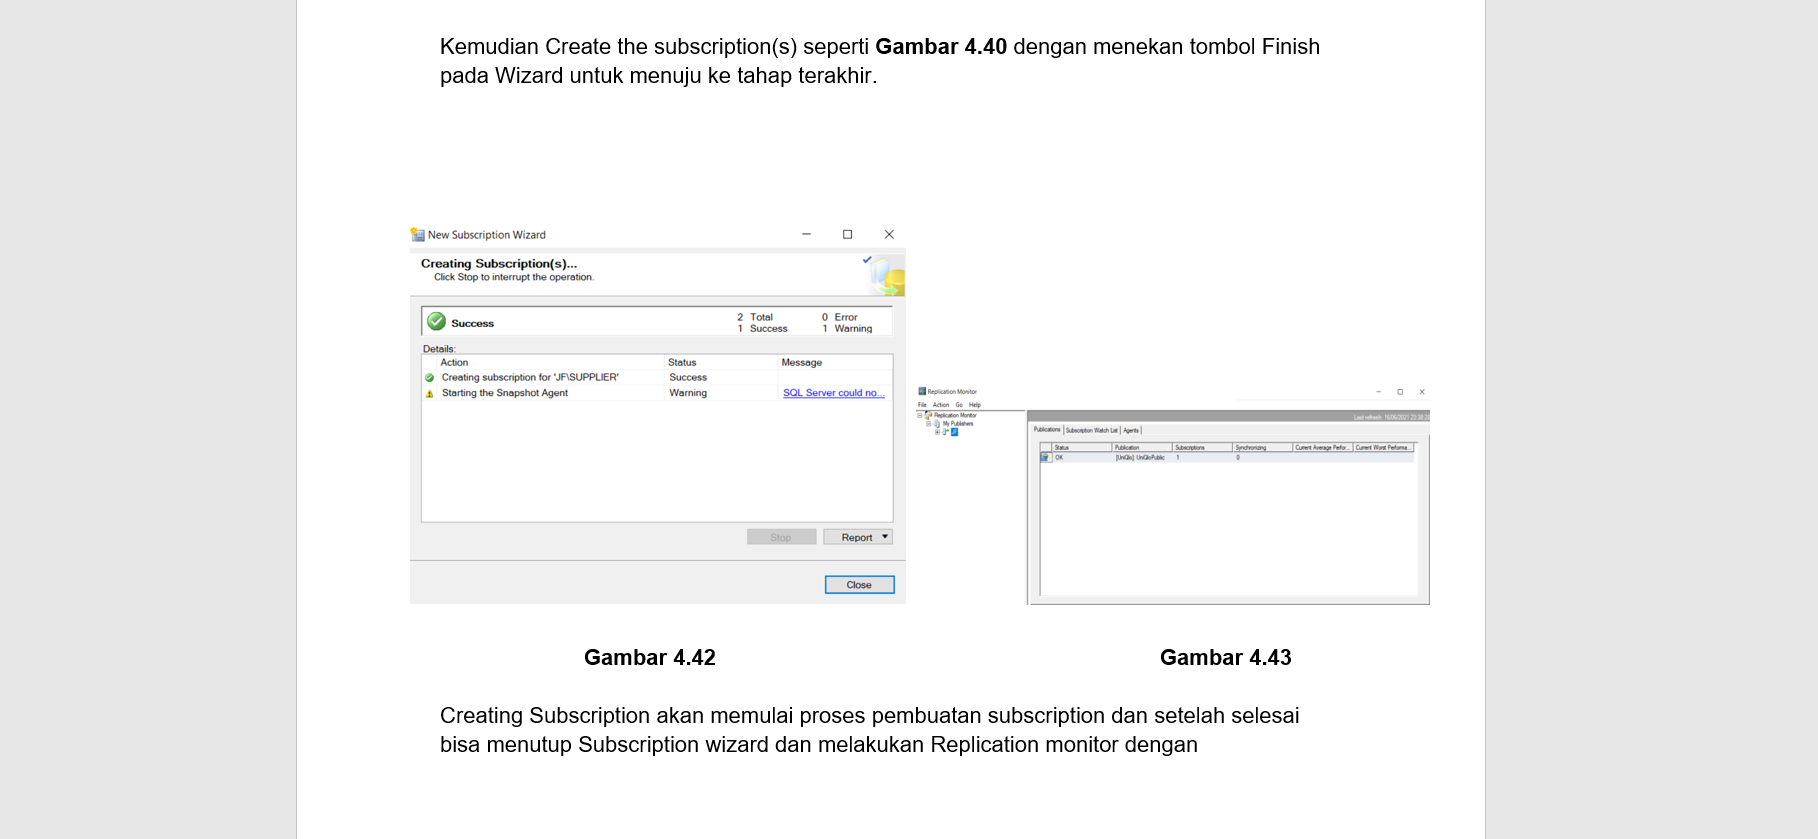 Kemudian Create the subscription(s) seperti Gambar 4.40 dengan menekan tombol Finish
pada Wizard untuk menuju ke tahap terakhir.
New Subscription Wizard
Creating Subscription(s)...
Click Stop to interrupt the operation.
Success
2 Total 0 Error
1 Success 1 Warning
Details:
Action Status Message
Creating subscription for 'JF\SUPPLIER' Success
Starting the Snapshot Agent Warning SQL Server could no...
Stop Report
Close
Replication Monitor
File Action Go Help
Replication Monitor
My Publishers
Last refresh: 16/06/2021 23:38:28
Publications Subscription Watch List Agents
Status Publication Subscriptions Synchronizing Current Average Perfor... Current Worst Performa...
OK [UniQlo]: UniQloPublic 1 0
Gambar 4.42 Gambar 4.43
Creating Subscription akan memulai proses pembuatan subscription dan setelah selesai
bisa menutup Subscription wizard dan melakukan Replication monitor dengan